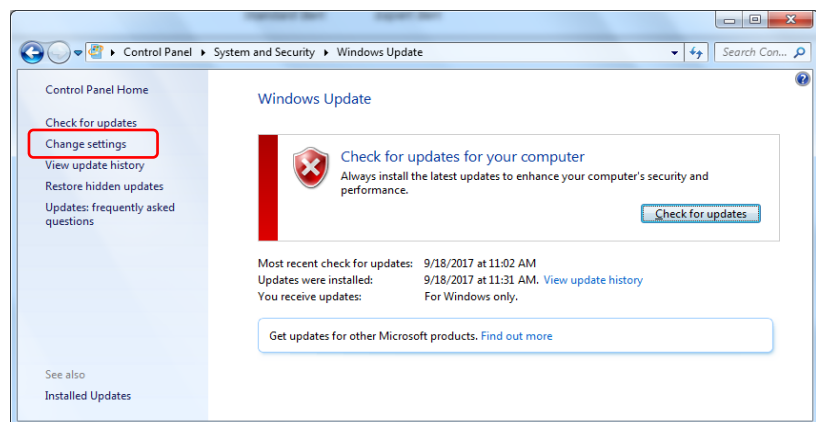 Control Panel ▸ System and Security ▸ Windows Update
Search Con...
Control Panel Home
Check for updates
Change settings
View update history
Restore hidden updates
Updates: frequently asked
questions
See also
Installed Updates
Windows Update
Check for updates for your computer
Always install the latest updates to enhance your computer's security and
performance.
Check for updates
Most recent check for updates: 9/18/2017 at 11:02 AM
Updates were installed: 9/18/2017 at 11:31 AM. View update history
You receive updates: For Windows only.
Get updates for other Microsoft products. Find out more